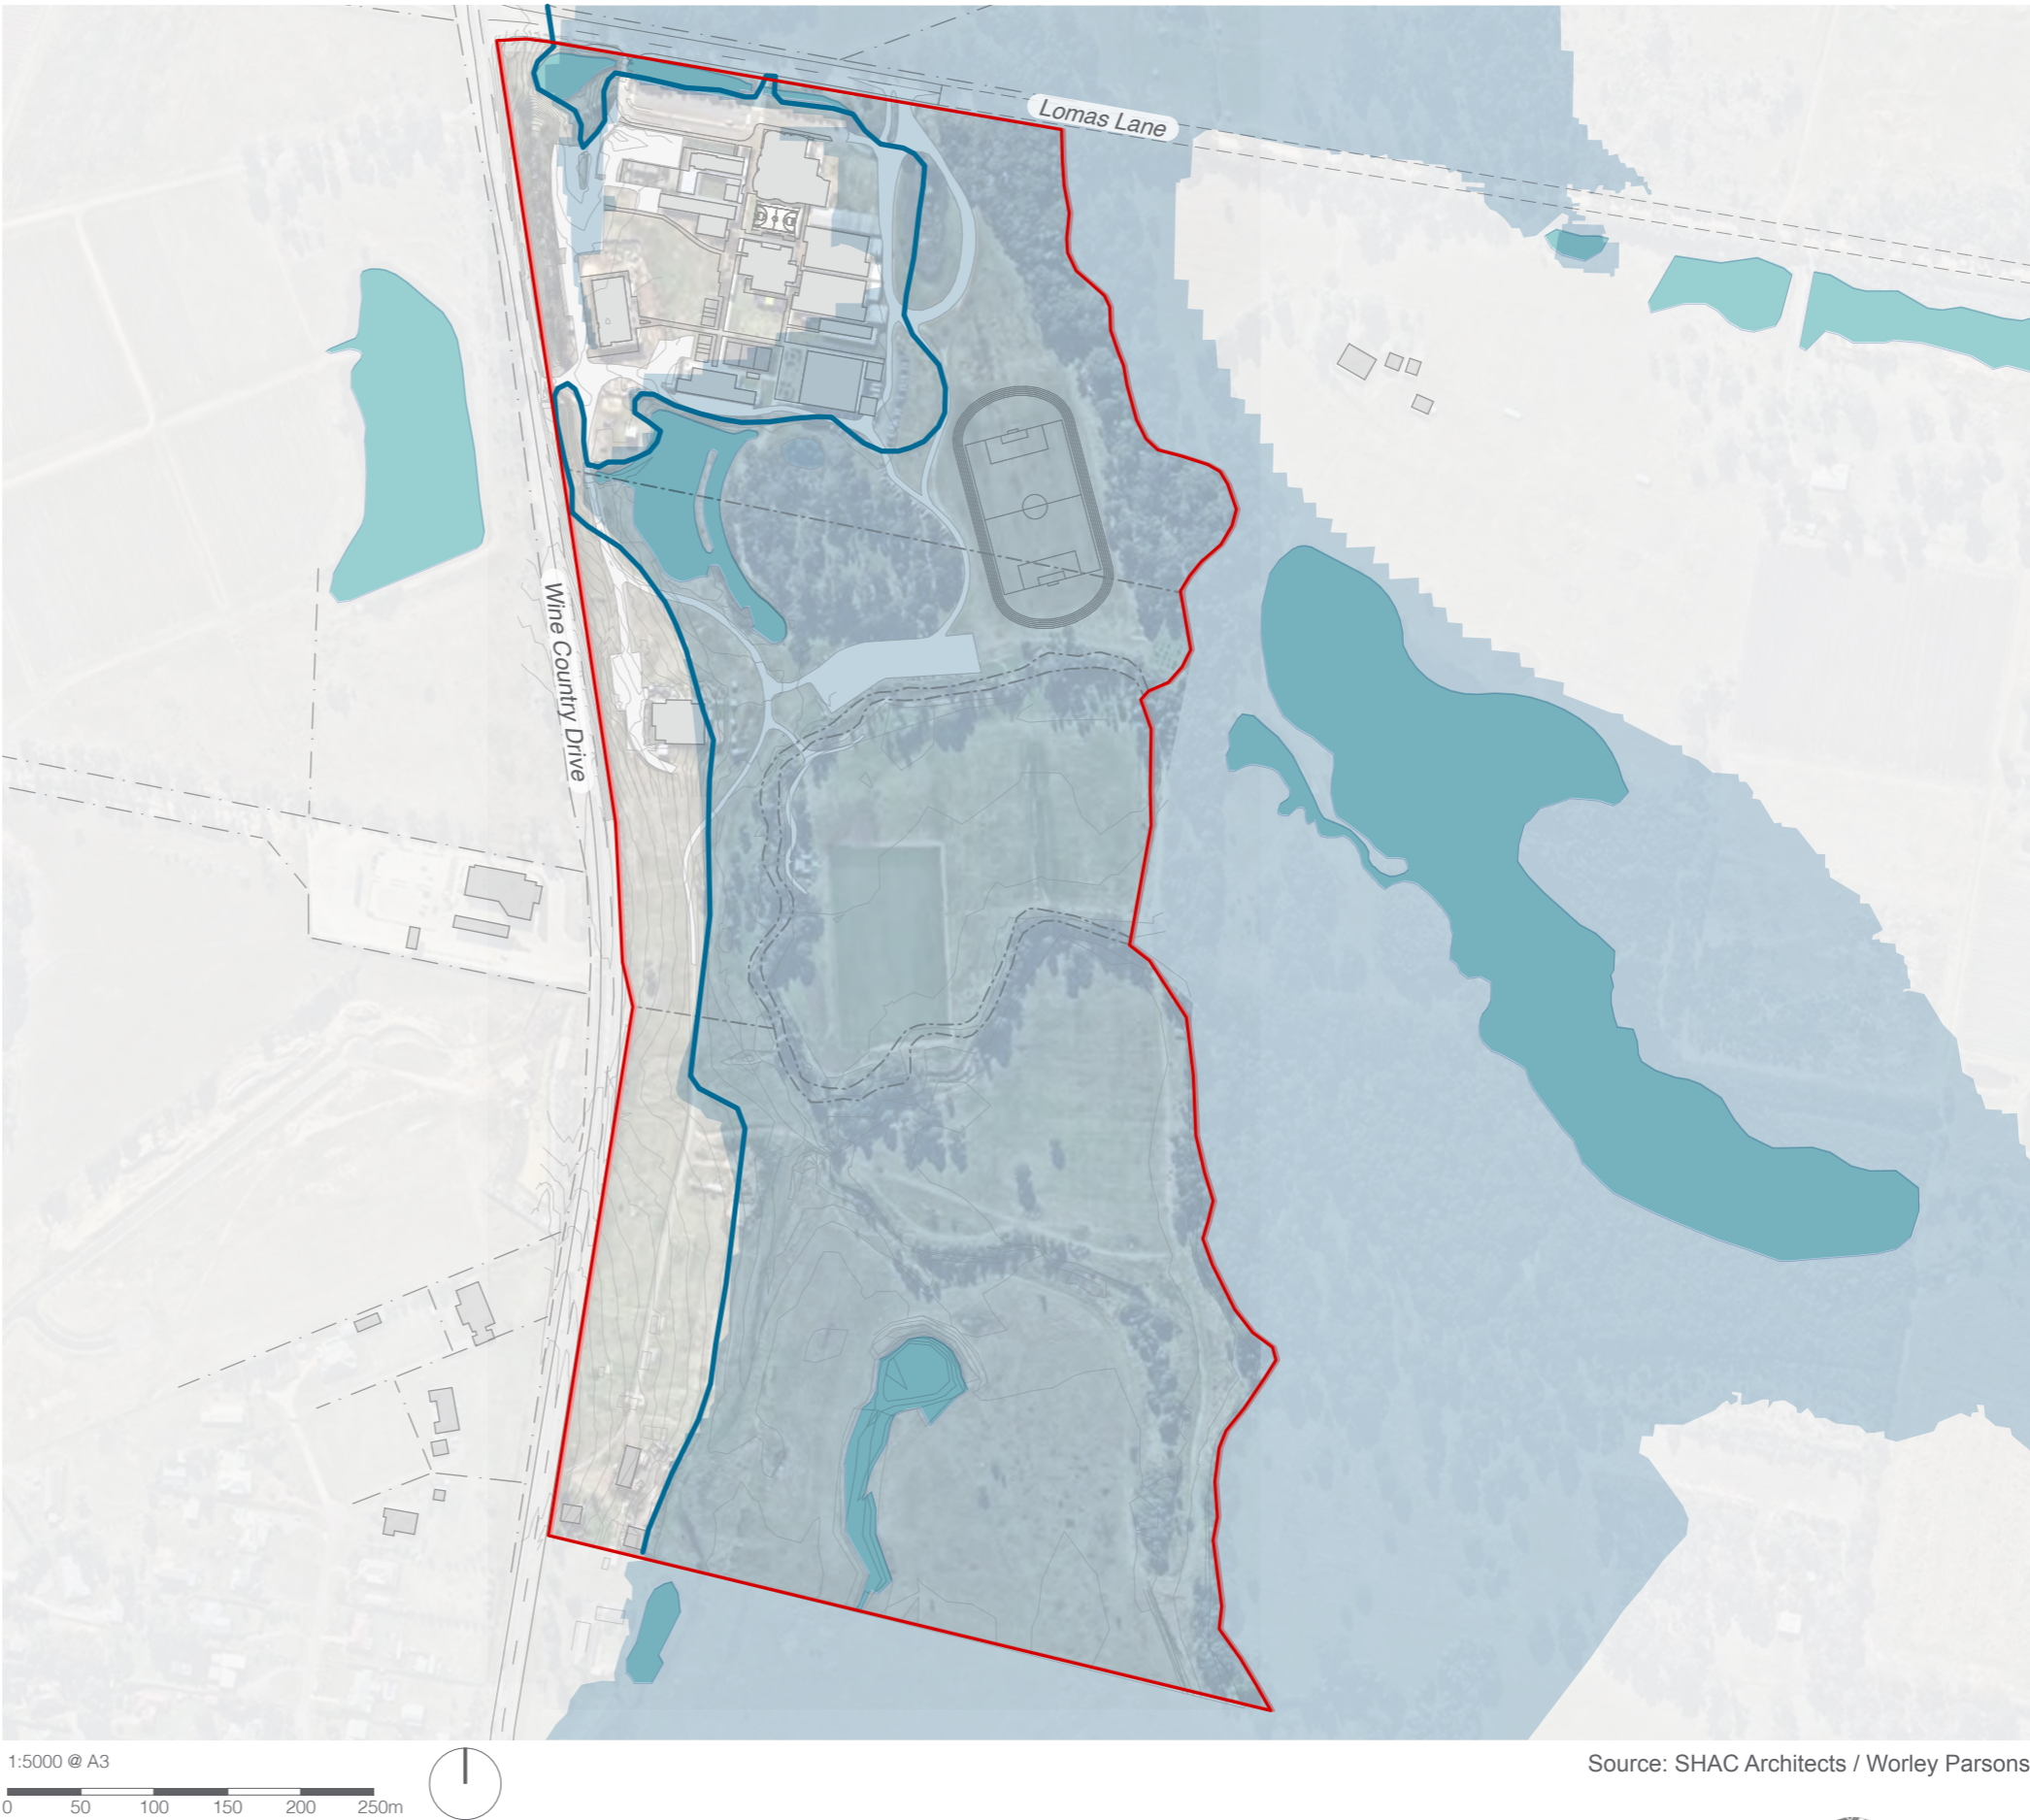 Lomas Lane
Wine Country Drive
1:5000 @ A3
0 50 100 150 200 250m
Source: SHAC Architects / Worley Parsons